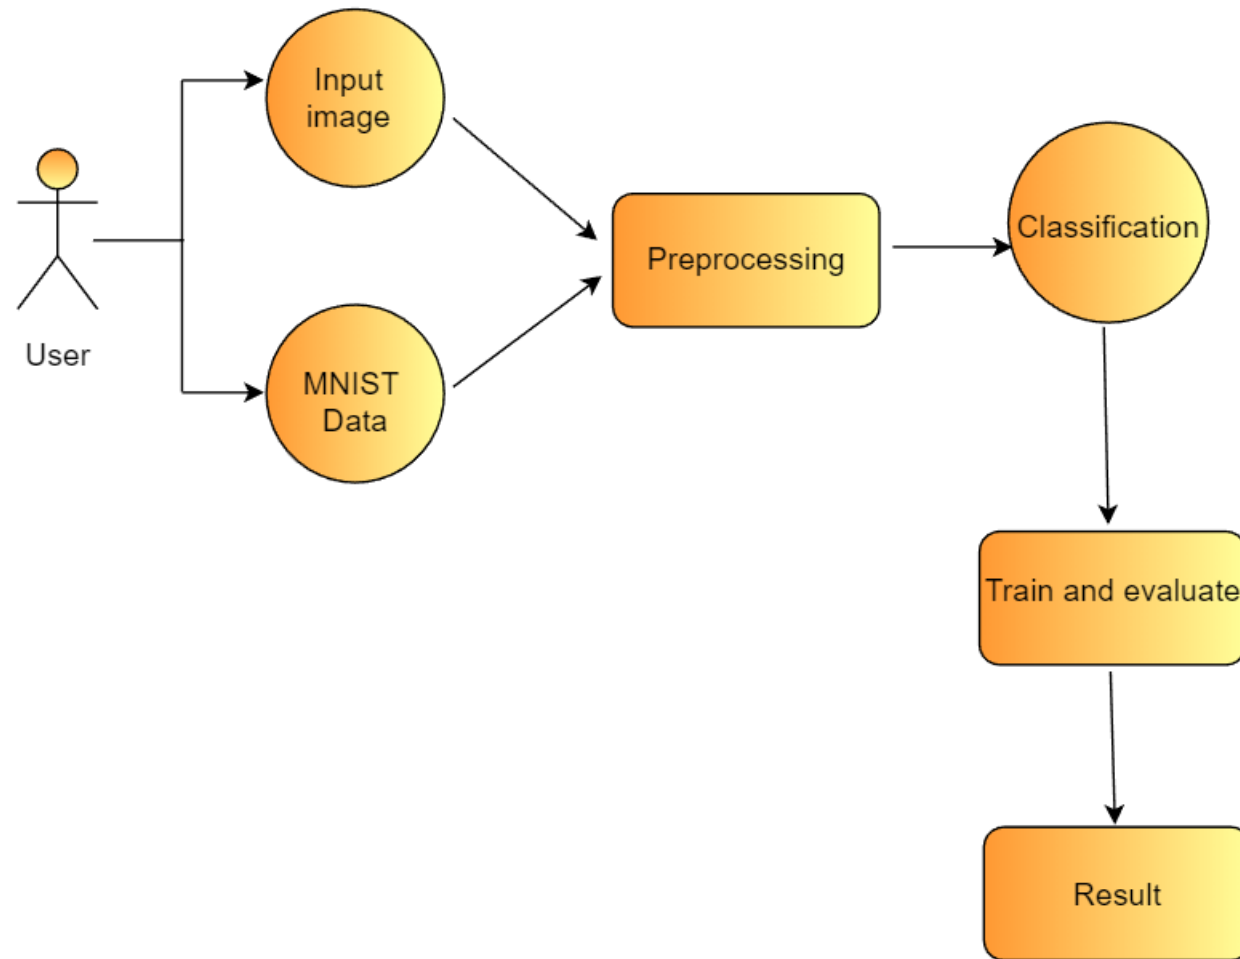 Input
image
User
MNIST
Data
Preprocessing
Classification
Train and evaluate
Result